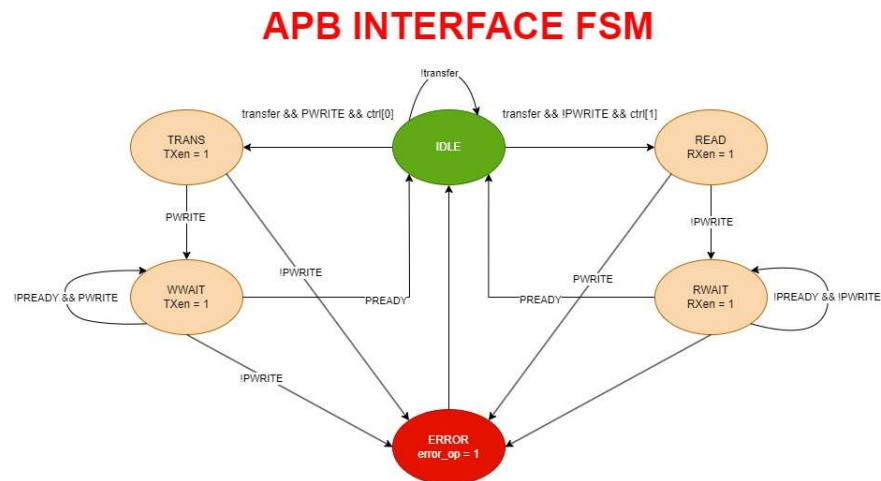 APB INTERFACE FSM
!transfer
transfer && PWRITE && ctrl[0]
transfer && !PWRITE && ctrl[1]
TRANS
TXen = 1
IDLE
READ
RXen = 1
PWRITE
!PWRITE
!PWRITE
PWRITE
WWAIT
TXen = 1
!PREADY && PWRITE
PREADY
PREADY
RWAIT
RXen = 1
!PREADY && !PWRITE
!PWRITE
ERROR
error_op = 1